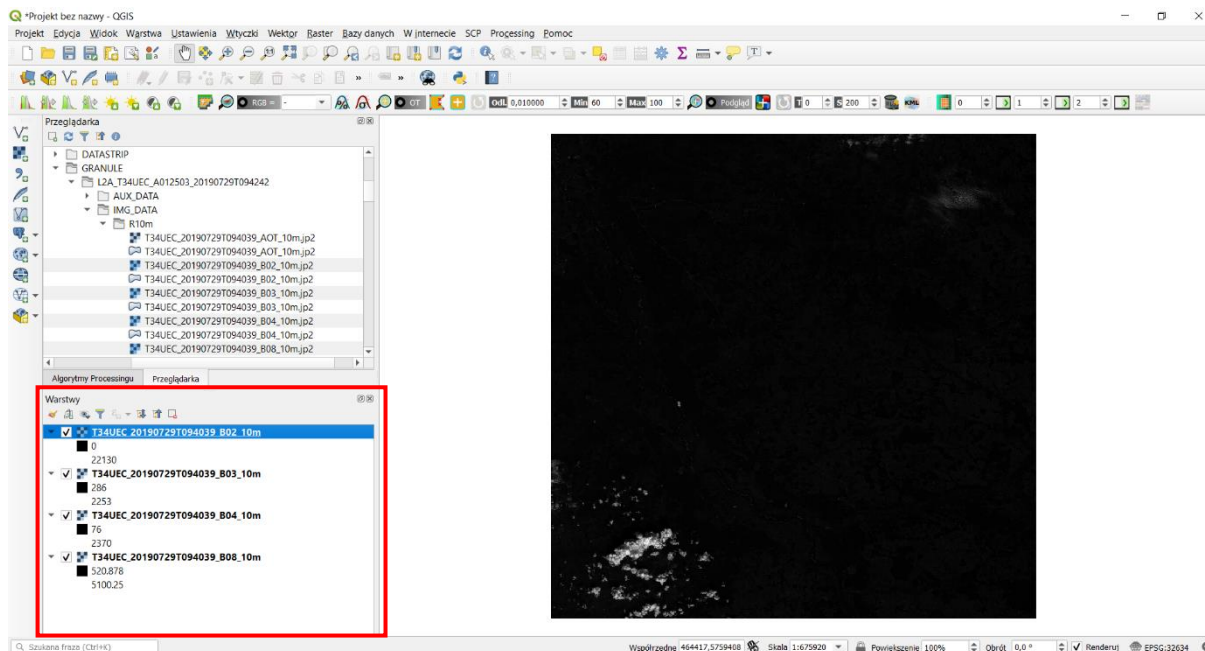 *Projekt bez nazwy - QGIS
Projekt Edycja Widok Warstwa Ustawienia Wtyczki Wektor Raster Bazy danych W internecie SCP Processing Pomoc
RGB = - OT Odl 0,010000 Min 60 Max 100 Podgląd T 0 S 200 KML 0 1 2
Przeglądarka
DATASTRIP
GRANULE
L2A_T34UEC_A012503_20190729T094242
AUX_DATA
IMG_DATA
R10m
T34UEC_20190729T094039_AOT_10m.jp2
T34UEC_20190729T094039_AOT_10m.jp2
T34UEC_20190729T094039_B02_10m.jp2
T34UEC_20190729T094039_B02_10m.jp2
T34UEC_20190729T094039_B03_10m.jp2
T34UEC_20190729T094039_B03_10m.jp2
T34UEC_20190729T094039_B04_10m.jp2
T34UEC_20190729T094039_B04_10m.jp2
T34UEC_20190729T094039_B08_10m.jp2
Algorytmy Processingu Przeglądarka
Warstwy
T34UEC_20190729T094039_B02_10m
0
22130
T34UEC_20190729T094039_B03_10m
286
2253
T34UEC_20190729T094039_B04_10m
76
2370
T34UEC_20190729T094039_B08_10m
520.878
5100.25
Szukana fraza (Ctrl+K) Współrzędne 464417,5759408 Skala 1:675920 Powiększenie 100% Obrót 0,0 ° Renderuj EPSG:32634